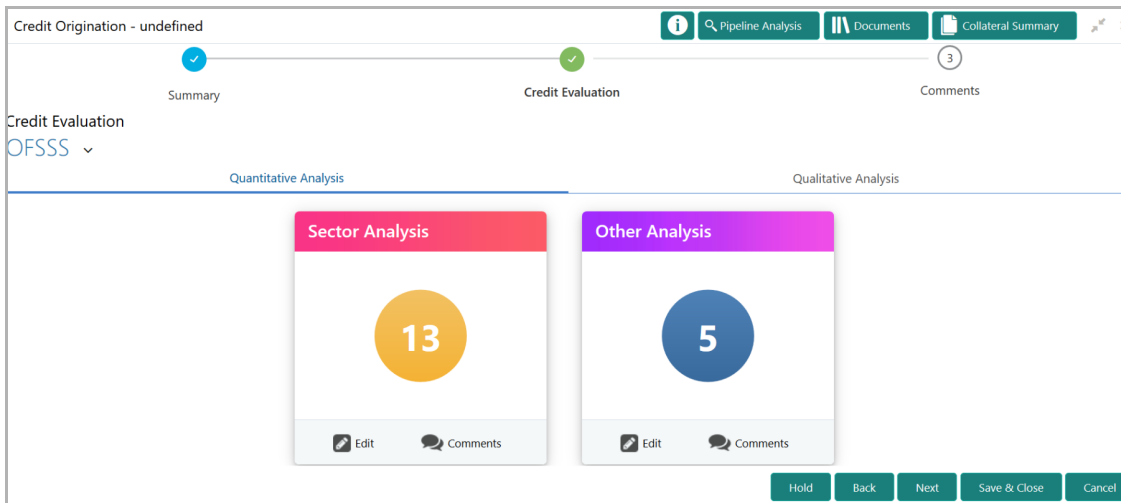 Credit Origination - undefined
Pipeline Analysis
Documents
Collateral Summary
3
Summary
Credit Evaluation
Comments
Credit Evaluation
OFSSS
Quantitative Analysis
Qualitative Analysis
Sector Analysis
Other Analysis
13
5
Edit
Comments
Edit
Comments
Hold
Back
Next
Save & Close
Cancel